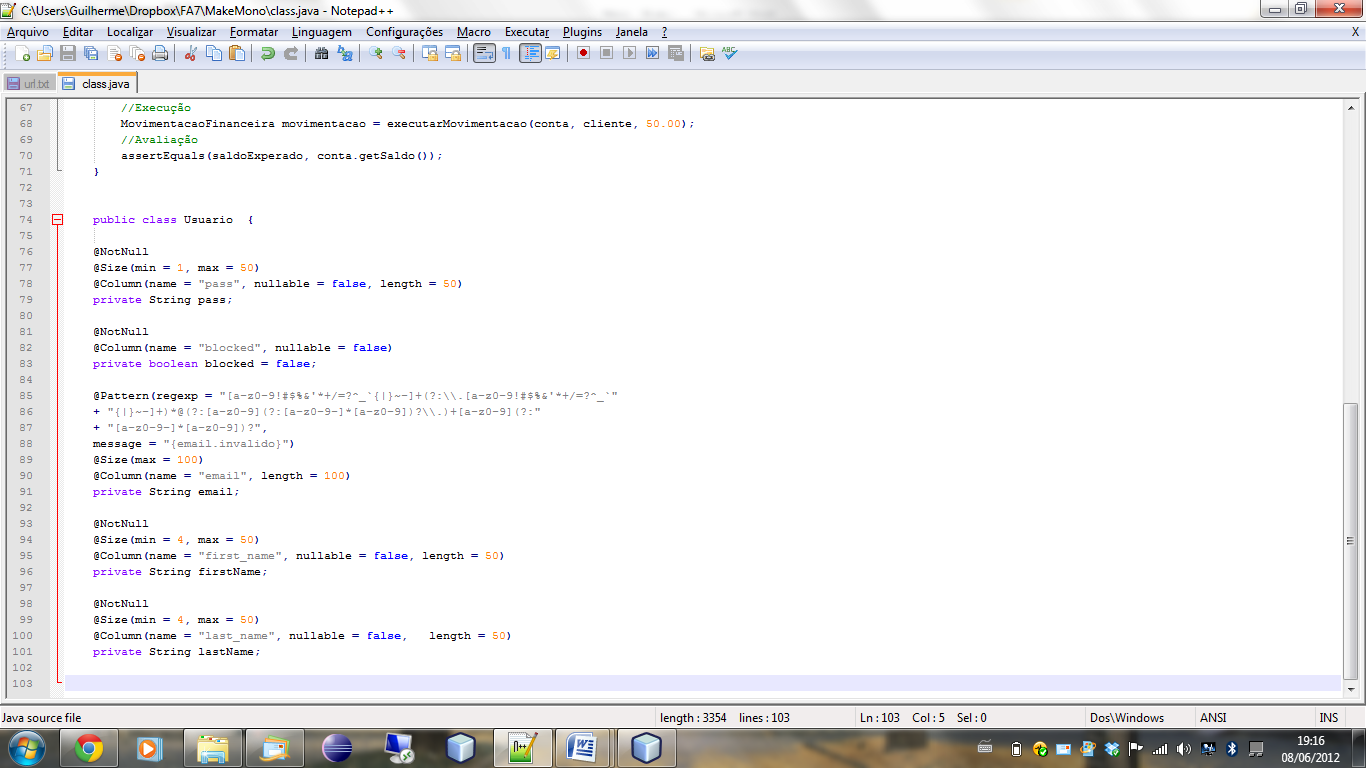 C:\Users\Guilherme\Dropbox\FA7\MakeMono\class.java - Notepad++
Arquivo Editar Localizar Visualizar Formatar Linguagem Configurações Macro Executar Plugins Janela ? X
url.txt class.java
67 //Execução
68 MovimentacaoFinanceira movimentacao = executarMovimentacao(conta, cliente, 50.00);
69 //Avaliação
70 assertEquals(saldoExperado, conta.getSaldo());
71 }
72
73
74 public class Usuario  {
75
76 @NotNull
77 @Size(min = 1, max = 50)
78 @Column(name = "pass", nullable = false, length = 50)
79 private String pass;
80
81 @NotNull
82 @Column(name = "blocked", nullable = false)
83 private boolean blocked = false;
84
85 @Pattern(regexp = "[a-z0-9!#$%&'*+/=?^_`{|}~-]+(?:\\.[a-z0-9!#$%&'*+/=?^_`"
86 + "{|}~-]+)*@(?:[a-z0-9](?:[a-z0-9-]*[a-z0-9])?\\.)+[a-z0-9](?:"
87 + "[a-z0-9-]*[a-z0-9])?",
88 message = "{email.invalido}")
89 @Size(max = 100)
90 @Column(name = "email", length = 100)
91 private String email;
92
93 @NotNull
94 @Size(min = 4, max = 50)
95 @Column(name = "first_name", nullable = false, length = 50)
96 private String firstName;
97
98 @NotNull
99 @Size(min = 4, max = 50)
100 @Column(name = "last_name", nullable = false,   length = 50)
101 private String lastName;
102
103
Java source file length : 3354 lines : 103 Ln : 103 Col : 5 Sel : 0 Dos\Windows ANSI INS
19:16
08/06/2012